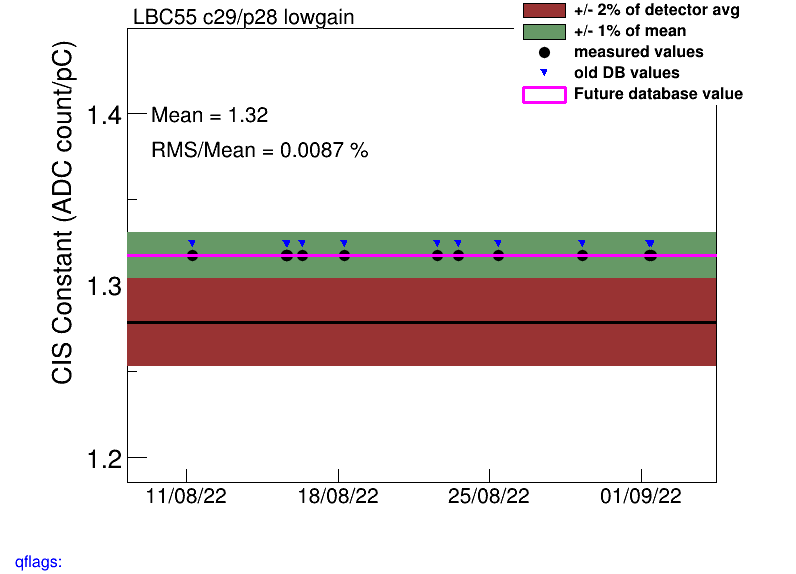 LBC55 c29/p28 lowgain
+/- 2% of detector avg
+/- 1% of mean
measured values
old DB values
Future database value
Mean = 1.32
RMS/Mean = 0.0087 %
CIS Constant (ADC count/pC)
1.4
1.3
1.2
11/08/22
18/08/22
25/08/22
01/09/22
qflags: